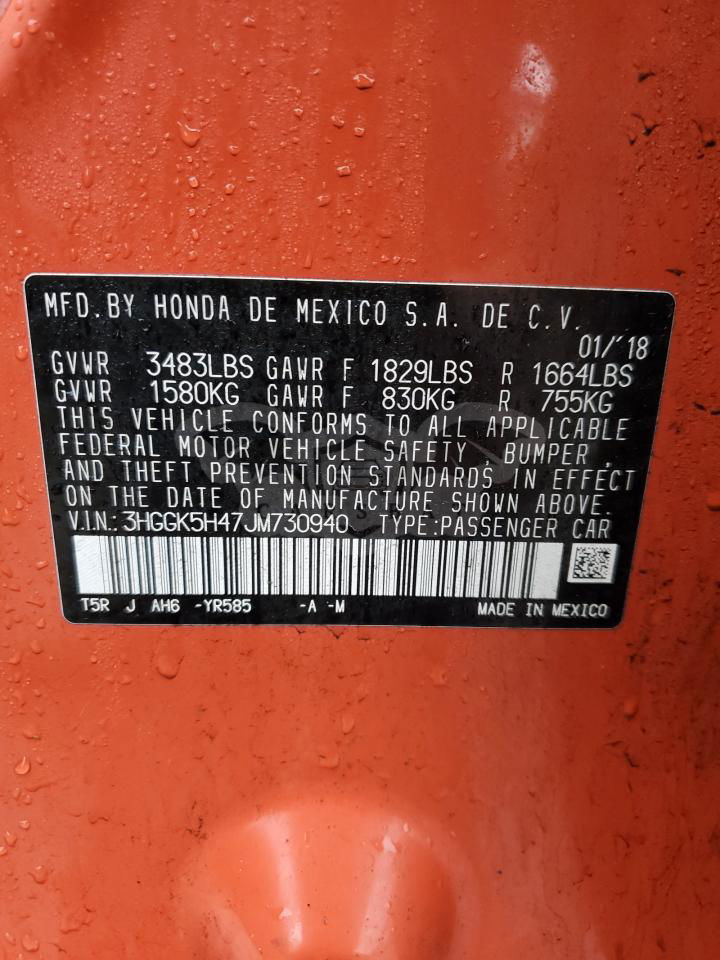 MFD. BY HONDA DE MEXICO S.A. DE C.V.
01/'18
GVWR 3483LBS GAWR F 1829LBS R 1664LBS
GVWR 1580KG GAWR F 830KG R 755KG
THIS VEHICLE CONFORMS TO ALL APPLICABLE
FEDERAL MOTOR VEHICLE SAFETY, BUMPER,
AND THEFT PREVENTION STANDARDS IN EFFECT
ON THE DATE OF MANUFACTURE SHOWN ABOVE.
V.I.N.: 3HGGK5H47JM730940 TYPE: PASSENGER CAR
T5R J AH6 -YR585 -A -M MADE IN MEXICO